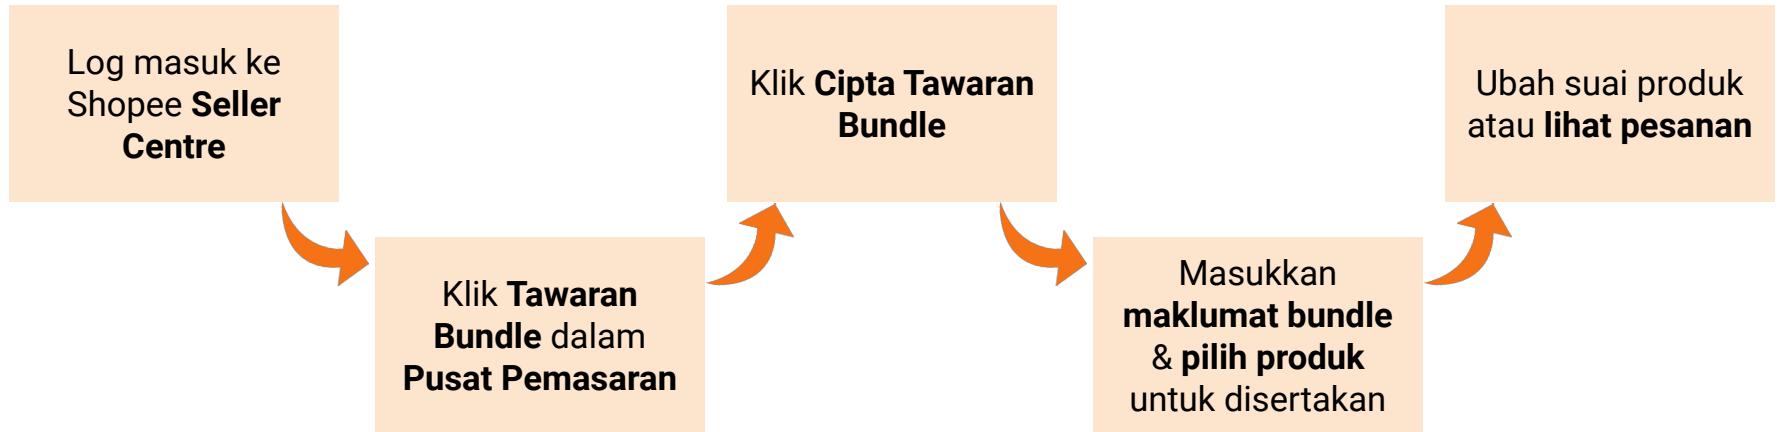 Log masuk ke
Shopee Seller
Centre
Klik Tawaran
Bundle dalam
Pusat Pemasaran
Klik Cipta Tawaran
Bundle
Masukkan
maklumat bundle
& pilih produk
untuk disertakan
Ubah suai produk
atau lihat pesanan